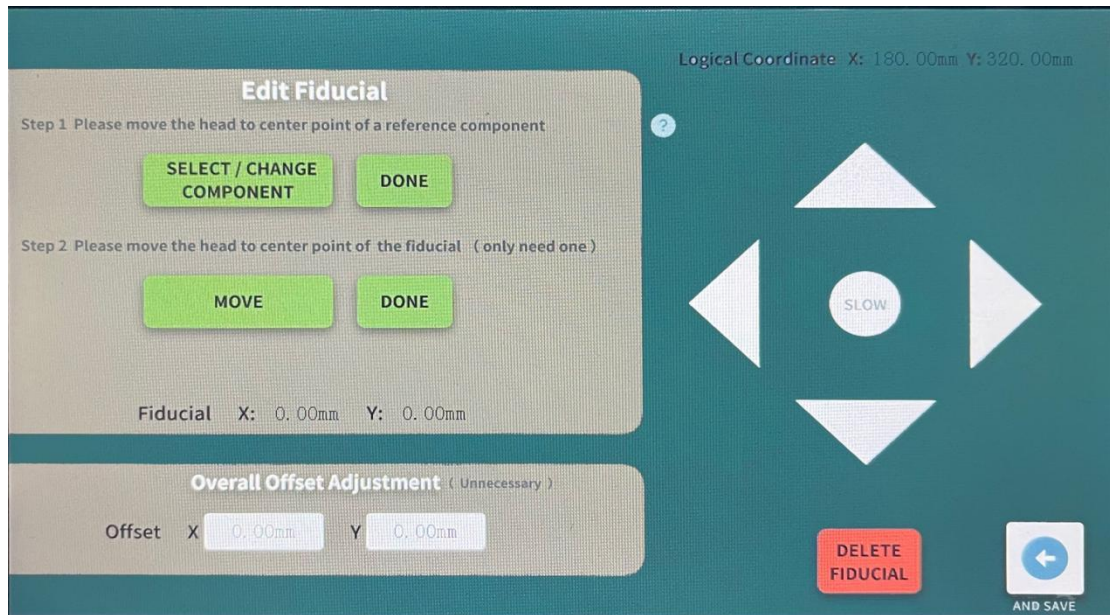 Logical Coordinate X: 180.00mm Y: 320.00mm
Edit Fiducial
Step 1 Please move the head to center point of a reference component
?
SELECT / CHANGE
COMPONENT
DONE
Step 2 Please move the head to center point of the fiducial ( only need one )
MOVE
DONE
SLOW
Fiducial X: 0.00mm Y: 0.00mm
Overall Offset Adjustment ( Unnecessary )
Offset X 0.00mm Y 0.00mm
DELETE
FIDUCIAL
AND SAVE